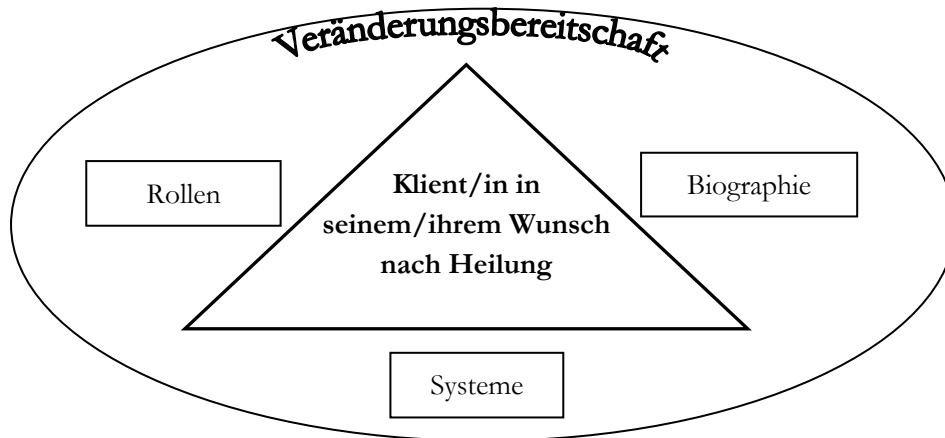 Veränderungsbereitschaft
Rollen
Klient/in in
seinem/ihrem Wunsch
nach Heilung
Biographie
Systeme